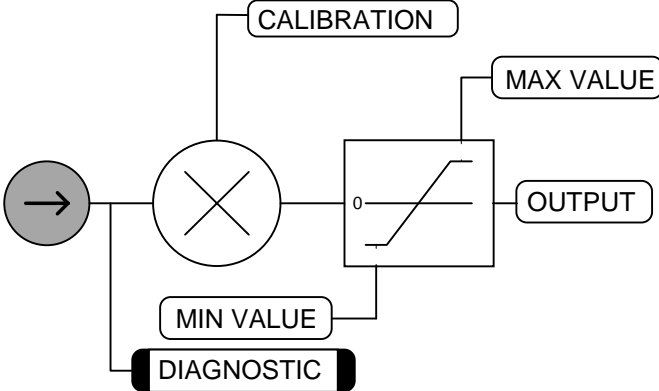 CALIBRATION
MAX VALUE
0
OUTPUT
MIN VALUE
DIAGNOSTIC